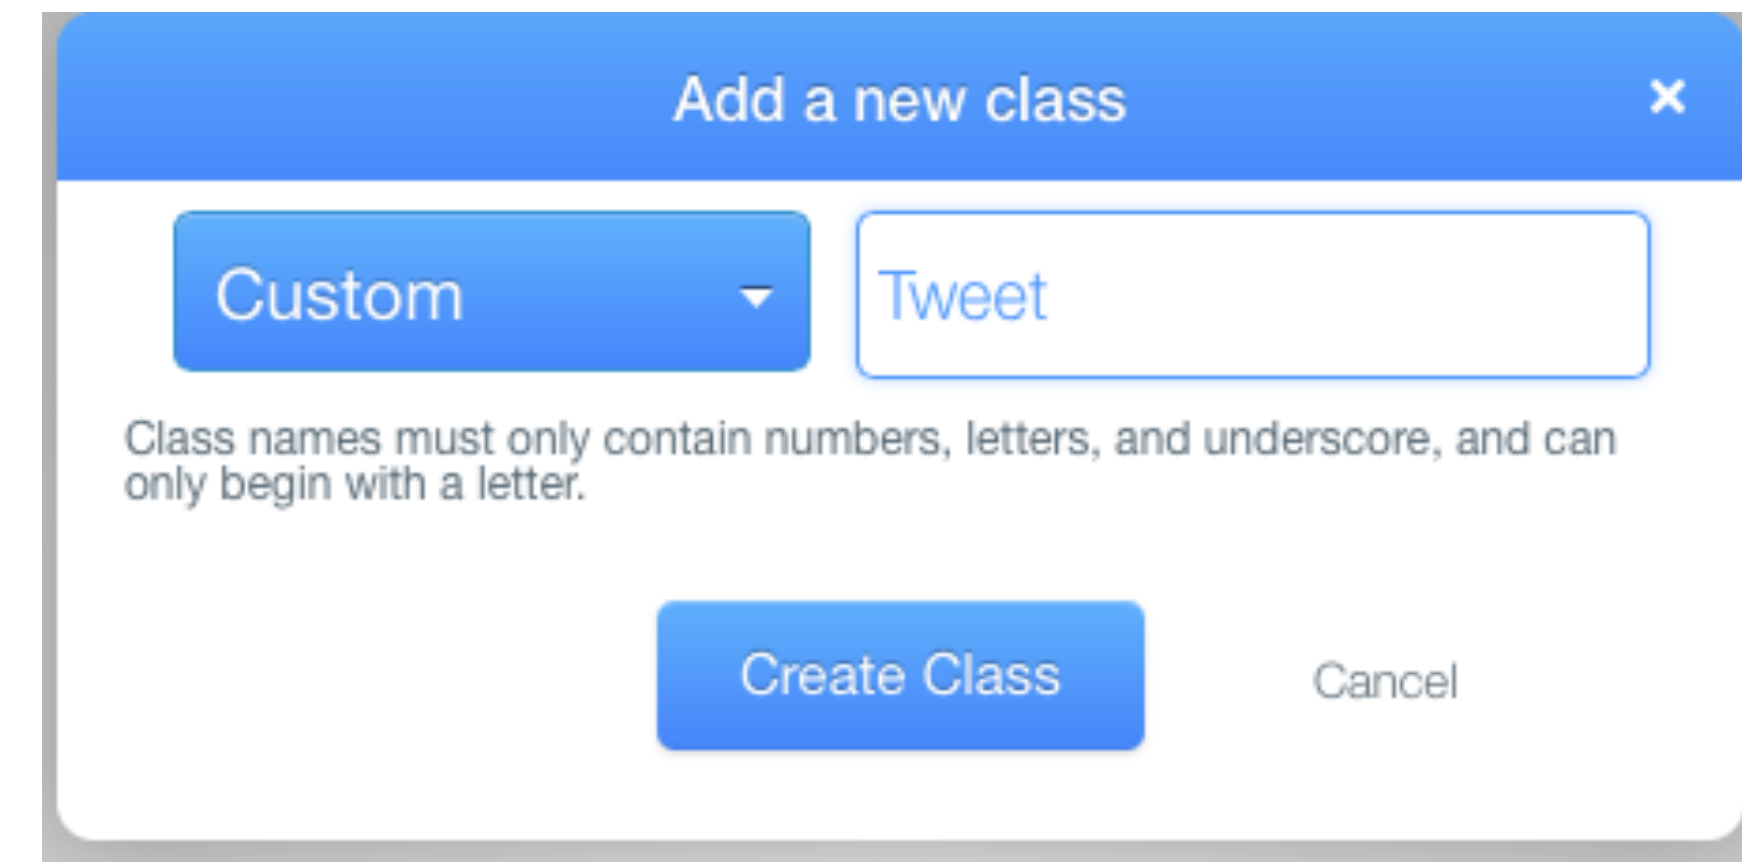 Add a new class
Custom
Tweet
Class names must only contain numbers, letters, and underscore, and can
only begin with a letter.
Create Class
Cancel